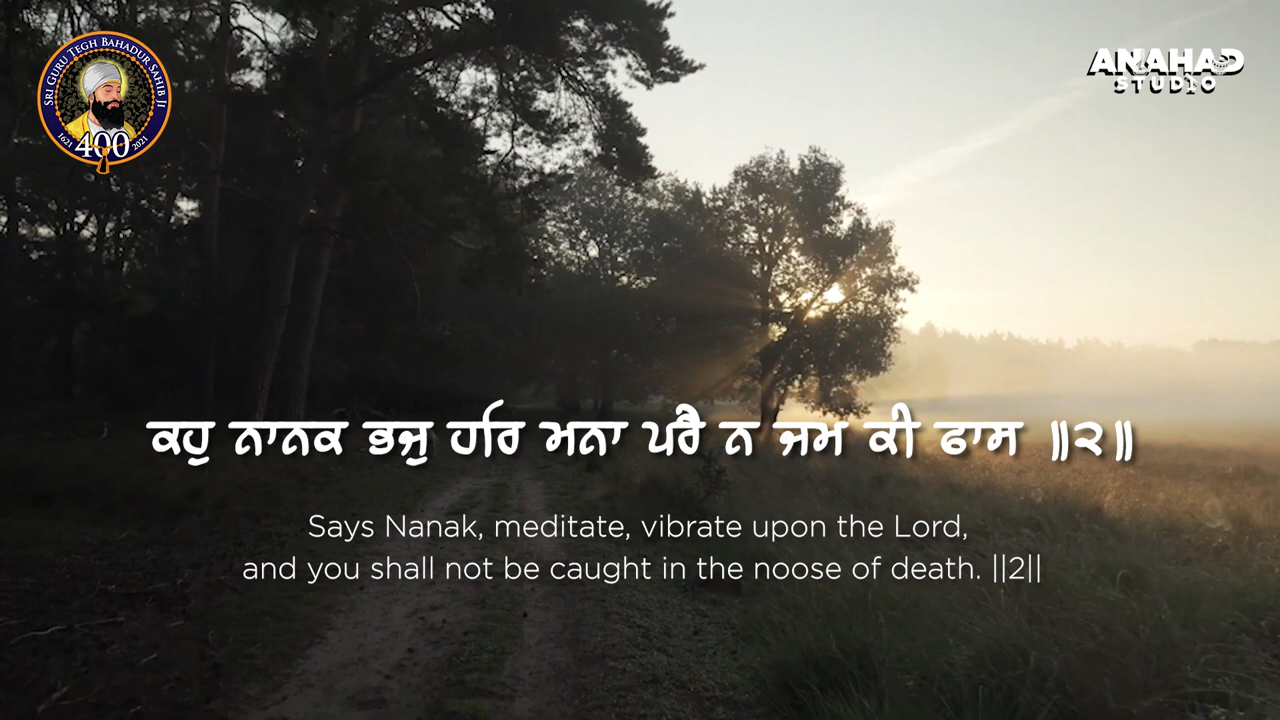 SRI GURU TEGH BAHADUR SAHIB JI
1621 400 2021
ANAHAD
STUDIO
ਕਹੁ ਨਾਨਕ ਭਜੁ ਹਰਿ ਮਨਾ ਪਰੈ ਨ ਜਮ ਕੀ ਫਾਸ ॥੨॥
Says Nanak, meditate, vibrate upon the Lord,
and you shall not be caught in the noose of death. ||2||